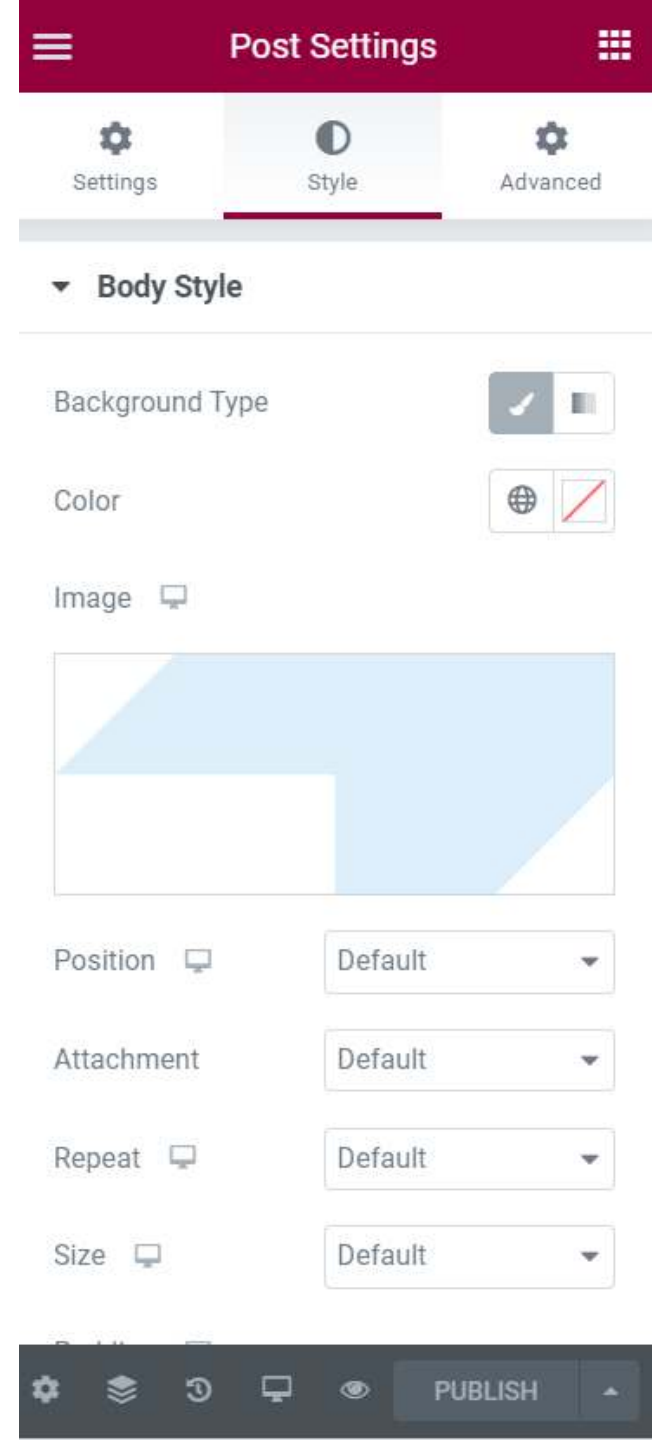 Post Settings
Settings Style Advanced
Body Style
Background Type
Color
Image
Position Default
Attachment Default
Repeat Default
Size Default
PUBLISH